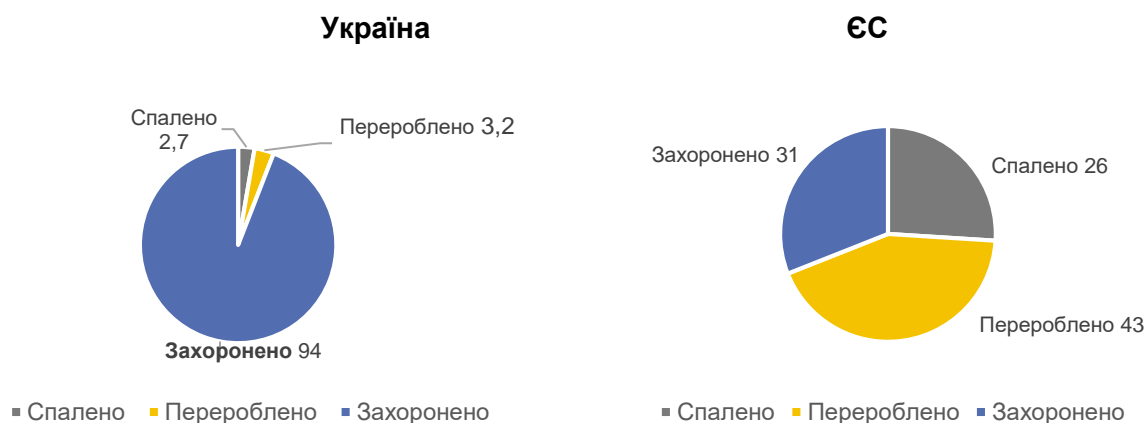 Україна
Спалено
2,7
Перероблено 3,2
Захоронено 94
Спалено Перероблено Захоронено
ЄС
Захоронено 31
Спалено 26
Перероблено 43
Спалено Перероблено Захоронено